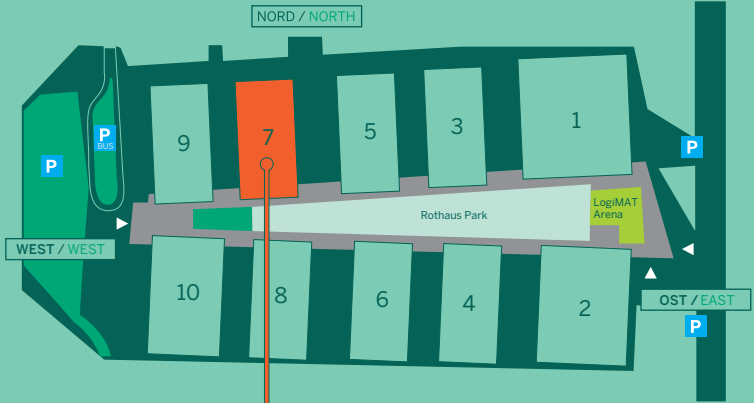 NORD / NORTH
P
BUS
P
P
9
7
5
3
1
LogiMAT
Arena
Rothaus Park
WEST / WEST
10
8
6
4
2
OST / EAST
P